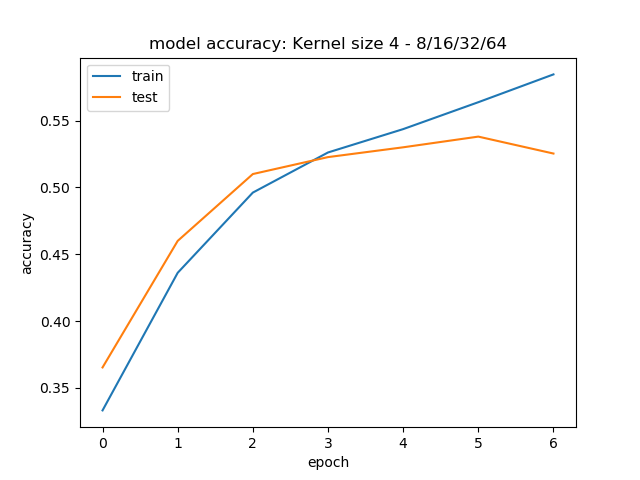 model accuracy: Kernel size 4 - 8/16/32/64
train
test
0.55
0.50
0.45
0.40
0.35
accuracy
0 1 2 3 4 5 6
epoch